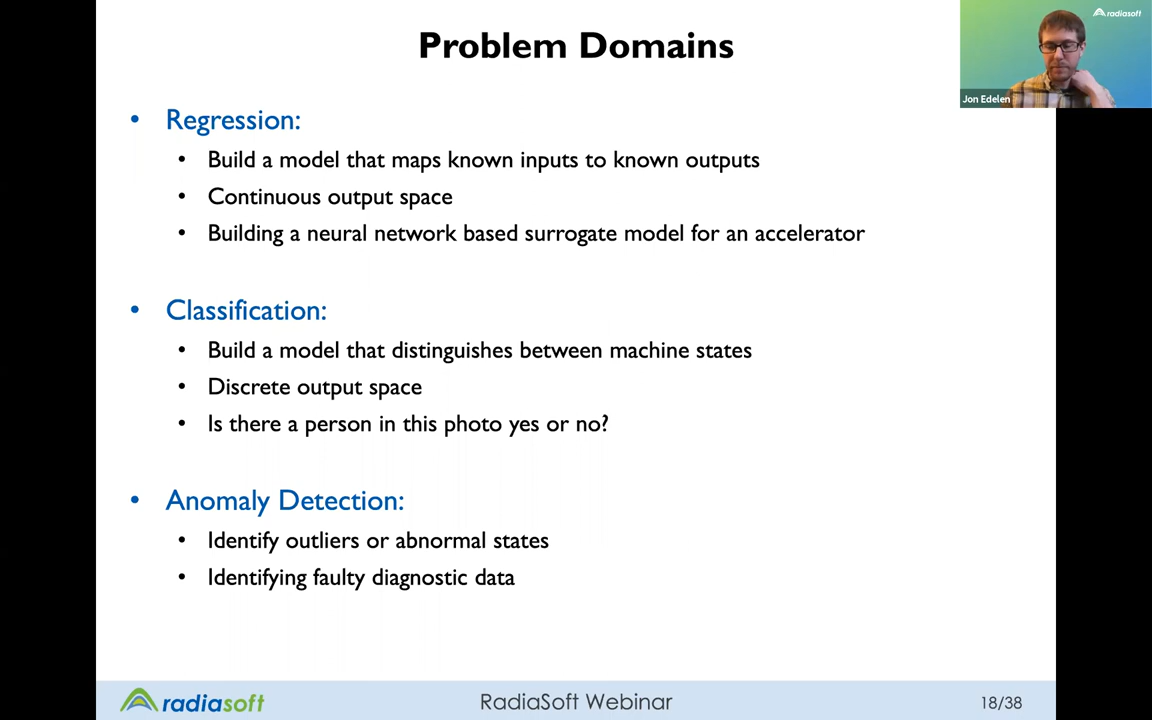 Problem Domains
radiasoft
Jon Edelen
• Regression:
• Build a model that maps known inputs to known outputs
• Continuous output space
• Building a neural network based surrogate model for an accelerator
• Classification:
• Build a model that distinguishes between machine states
• Discrete output space
• Is there a person in this photo yes or no?
• Anomaly Detection:
• Identify outliers or abnormal states
• Identifying faulty diagnostic data
radiasoft
RadiaSoft Webinar
18/38